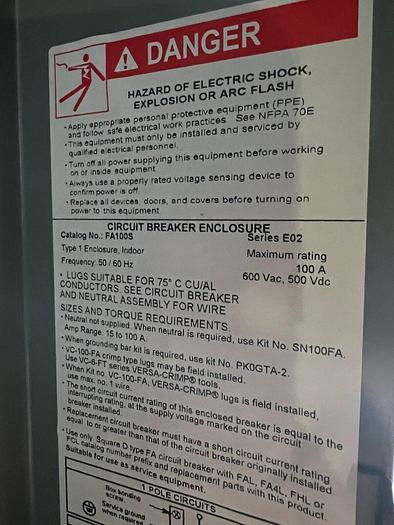 DANGER
HAZARD OF ELECTRIC SHOCK,
EXPLOSION OR ARC FLASH
• Apply appropriate personal protective equipment (PPE)
and follow safe electrical work practices. See NFPA 70E
• This equipment must only be installed and serviced by
qualified electrical personnel.
• Turn off all power supplying this equipment before working
on or inside equipment
• Always use a properly rated voltage sensing device to
confirm power is off.
• Replace all devices, doors, and covers before turning on
power to this equipment
CIRCUIT BREAKER ENCLOSURE
Catalog No.: FA100S Series E02
Type 1 Enclosure, Indoor Maximum rating
Frequency: 50 / 60 Hz 100 A
600 Vac, 500 Vdc
• LUGS SUITABLE FOR 75° C CU/AL
CONDUCTORS. SEE CIRCUIT BREAKER
AND NEUTRAL ASSEMBLY FOR WIRE
SIZES AND TORQUE REQUIREMENTS.
• Neutral not supplied. When neutral is required, use Kit No. SN100FA.
Amp Range: 15 to 100 A.
• When grounding bar kit is required, use kit No. PK0GTA-2.
• VC-100-FA crimp type lugs may be field installed.
Use VC-6-FT series VERSA-CRIMP® tools.
• When Kit no. VC-100-FA, VERSA-CRIMP® lugs is field installed,
use max. no. 1 wire.
• The short circuit current rating of this enclosed breaker is equal to the
interrupting rating, at the supply voltage marked on the circuit
breaker installed.
• Replacement circuit breaker must have a short circuit current rating
equal to or greater than that of the circuit breaker originally installed
• Use only Square D type FA circuit breaker with FAL, FA4L, FHL or
FCL catalog number prefix and replacement parts with this product.
Suitable for use as service equipment.
1 POLE CIRCUITS
Box bonding
screw
Service ground
when required